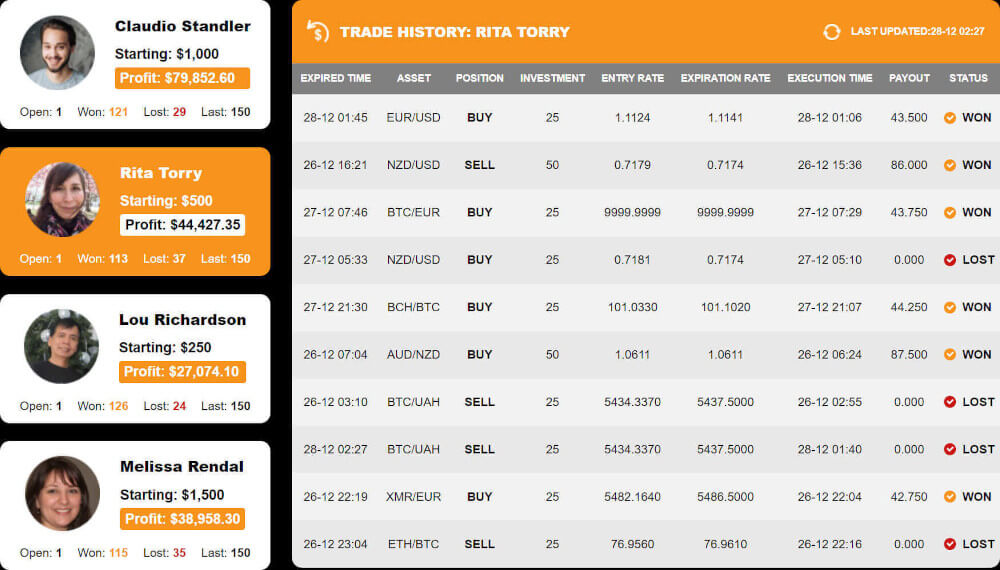 Claudio Standler
Starting: $1,000
Profit: $79,852.60
Open: 1 Won: 121 Lost: 29 Last: 150
Rita Torry
Starting: $500
Profit: $44,427.35
Open: 1 Won: 113 Lost: 37 Last: 150
Lou Richardson
Starting: $250
Profit: $27,074.10
Open: 1 Won: 126 Lost: 24 Last: 150
Melissa Rendal
Starting: $1,500
Profit: $38,958.30
Open: 1 Won: 115 Lost: 35 Last: 150
$ TRADE HISTORY: RITA TORRY LAST UPDATED:28-12 02:27
EXPIRED TIME ASSET POSITION INVESTMENT ENTRY RATE EXPIRATION RATE EXECUTION TIME PAYOUT STATUS
28-12 01:45 EUR/USD BUY 25 1.1124 1.1141 28-12 01:06 43.500 WON
26-12 16:21 NZD/USD SELL 50 0.7179 0.7174 26-12 15:36 86.000 WON
27-12 07:46 BTC/EUR BUY 25 9999.9999 9999.9999 27-12 07:29 43.750 WON
27-12 05:33 NZD/USD BUY 25 0.7181 0.7174 27-12 05:10 0.000 LOST
27-12 21:30 BCH/BTC BUY 25 101.0330 101.1020 27-12 21:07 44.250 WON
26-12 07:04 AUD/NZD BUY 50 1.0611 1.0611 26-12 06:24 87.500 WON
26-12 03:10 BTC/UAH SELL 25 5434.3370 5437.5000 26-12 02:55 0.000 LOST
28-12 02:27 BTC/UAH SELL 25 5434.3370 5437.5000 28-12 01:40 0.000 LOST
26-12 22:19 XMR/EUR BUY 25 5482.1640 5486.5000 26-12 22:04 42.750 WON
26-12 23:04 ETH/BTC SELL 25 76.9560 76.9610 26-12 22:16 0.000 LOST